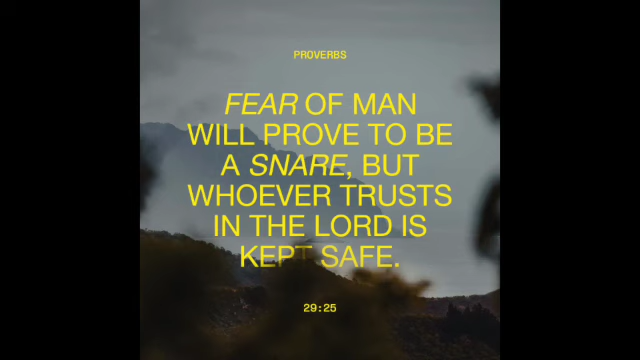 PROVERBS
FEAR OF MAN
WILL PROVE TO BE
A SNARE, BUT
WHOEVER TRUSTS
IN THE LORD IS
KEPT SAFE.
29:25